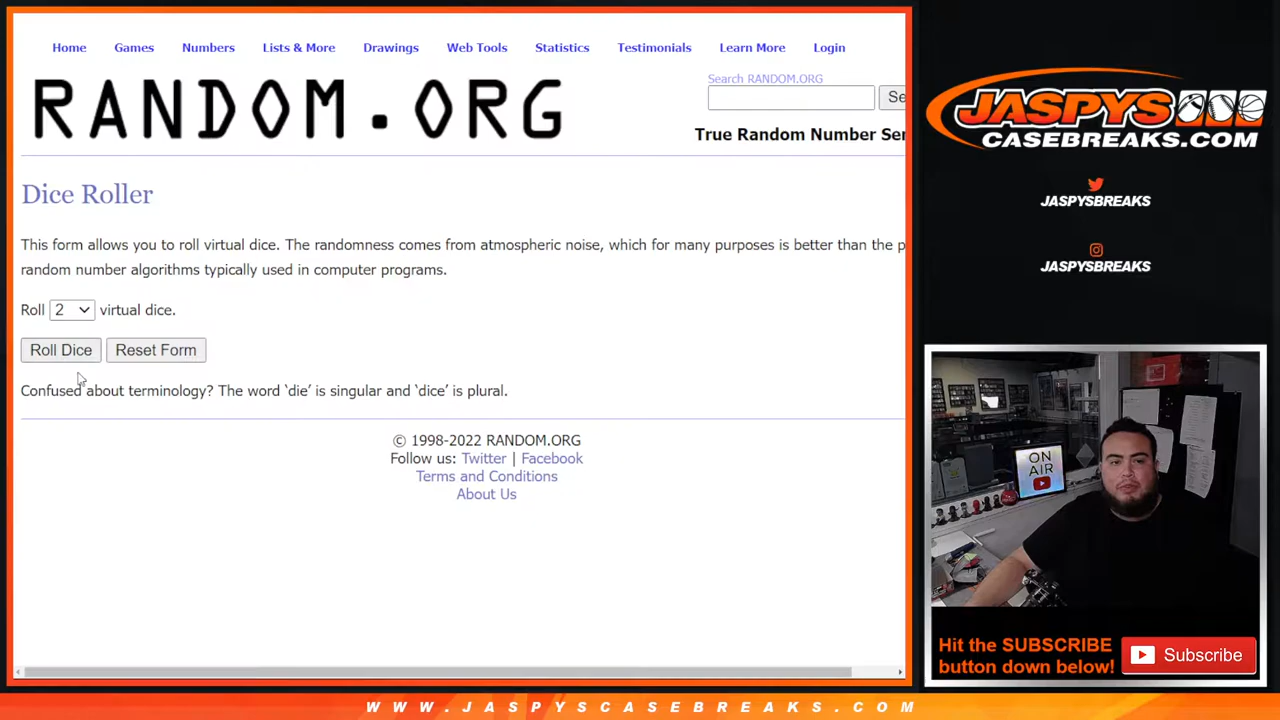 Home Games Numbers Lists & More Drawings Web Tools Statistics Testimonials Learn More Login
RANDOM.ORG
Search RANDOM.ORG
Se
True Random Number Ser
Dice Roller
This form allows you to roll virtual dice. The randomness comes from atmospheric noise, which for many purposes is better than the p
random number algorithms typically used in computer programs.
Roll 2 virtual dice.
Roll Dice Reset Form
Confused about terminology? The word ‘die’ is singular and ‘dice’ is plural.
© 1998-2022 RANDOM.ORG
Follow us: Twitter | Facebook
Terms and Conditions
About Us
JASPYS
CASEBREAKS.COM
JASPYSBREAKS
JASPYSBREAKS
ON
AIR
Hit the SUBSCRIBE
button down below!
Subscribe
WWW.JASPYSCASEBREAKS.COM